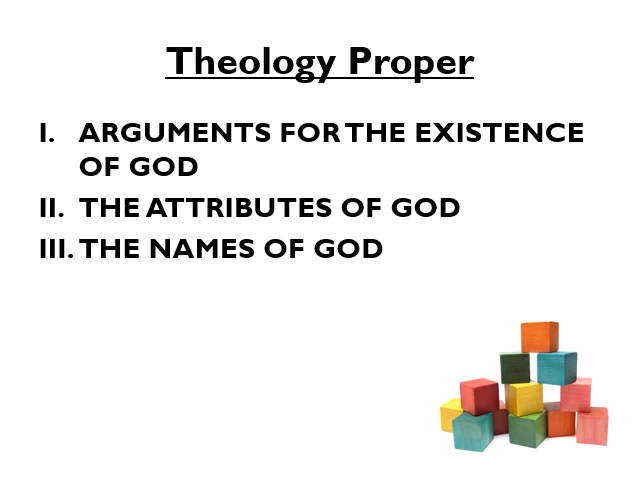 Theology Proper
I. ARGUMENTS FOR THE EXISTENCE
OF GOD
II. THE ATTRIBUTES OF GOD
III. THE NAMES OF GOD